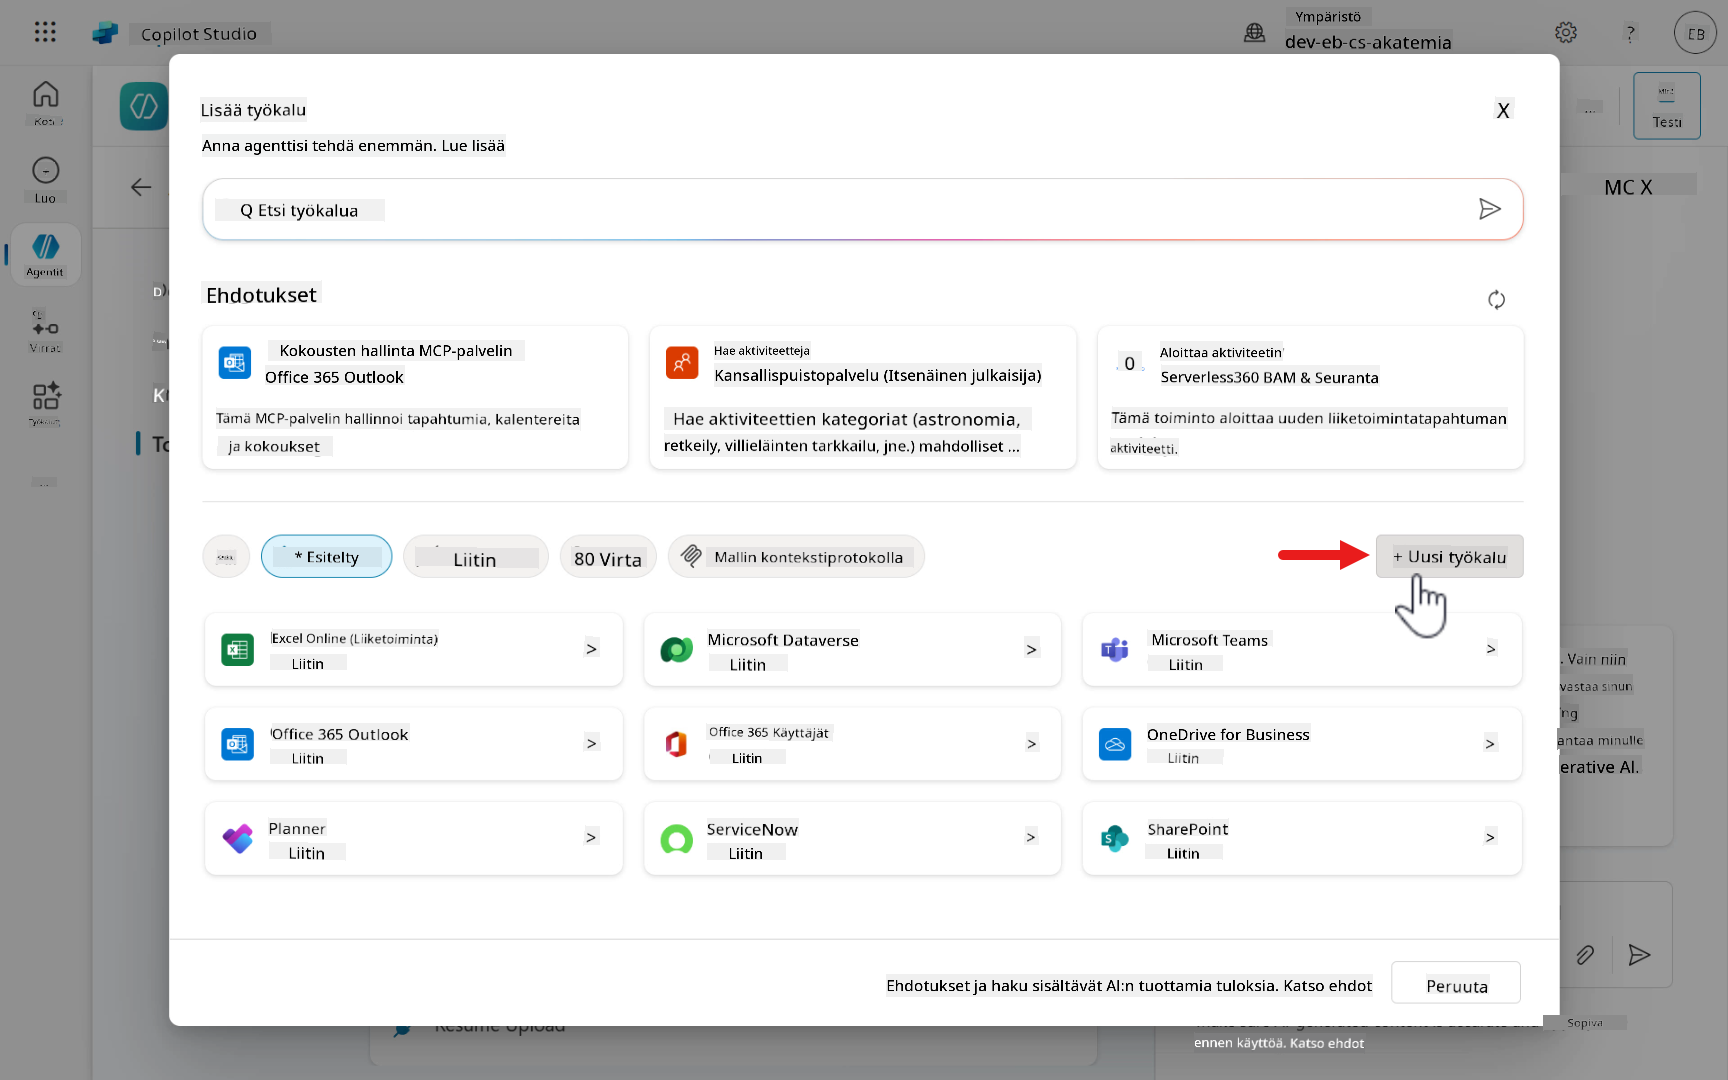 Copilot Studio
Ympäristö
dev-eb-cs-akatemia
?
EB
Luo
Agentit
Testi
MC X
Lisää työkalu
X
Anna agenttisi tehdä enemmän. Lue lisää
Q Etsi työkalua
Ehdotukset
Kokousten hallinta MCP-palvelin
Office 365 Outlook
Tämä MCP-palvelin hallinnoi tapahtumia, kalentereita
ja kokoukset
Hae aktiviteetteja
Kansallispuistopalvelu (Itsenäinen julkaisija)
Hae aktiviteettien kategoriat (astronomia,
retkeily, villieläinten tarkkailu, jne.) mahdolliset ...
0
Aloittaa aktiviteetin
Serverless360 BAM & Seuranta
Tämä toiminto aloittaa uuden liiketoimintatapahtuman
aktiviteetti.
* Esitelty
Liitin
80 Virta
Mallin kontekstiprotokolla
+ Uusi työkalu
Excel Online (Liiketoiminta)
Liitin
>
Microsoft Dataverse
Liitin
>
Microsoft Teams
Liitin
>
Office 365 Outlook
Liitin
>
Office 365 Käyttäjät
Liitin
>
OneDrive for Business
Liitin
>
Planner
Liitin
>
ServiceNow
Liitin
>
SharePoint
Liitin
>
. Vain niin
vastaa sinun
antaa minulle
erative AI.
Ehdotukset ja haku sisältävät AI:n tuottamia tuloksia. Katso ehdot
Peruuta
Resume Upload
Sopiva
ennen käyttöä. Katso ehdot